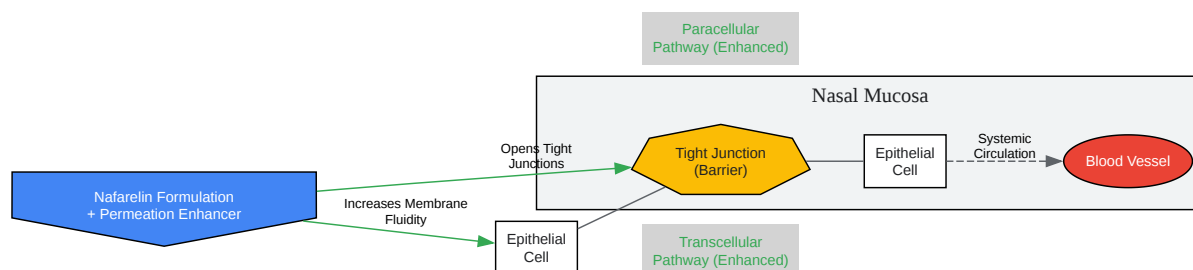 Paracellular
Pathway (Enhanced)
Nasal Mucosa
Opens Tight
Junctions
Tight Junction
(Barrier)
Epithelial
Cell
Systemic
Circulation
Blood Vessel
Nafarelin Formulation
+ Permeation Enhancer
Increases Membrane
Fluidity
Epithelial
Cell
Transcellular
Pathway (Enhanced)